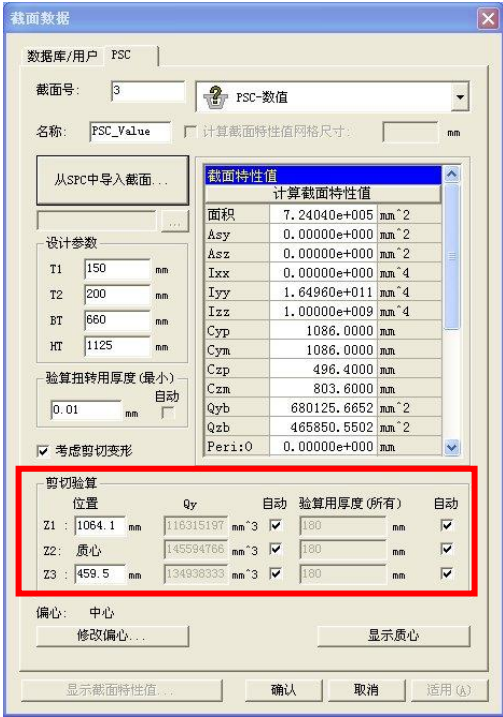 截面数据
数据库/用户 PSC
截面号: 3 PSC-数值
名称: PSC_Value 计算截面特性值网格尺寸: mm
从SPC中导入截面...
...
设计参数
T1 150 mm
T2 200 mm
BT 660 mm
HT 1125 mm
验算扭转用厚度(最小)
自动
0.01 mm
考虑剪切变形
截面特性值
计算截面特性值
面积 7.24040e+005 mm^2
Asy 0.00000e+000 mm^2
Asz 0.00000e+000 mm^2
Ixx 0.00000e+000 mm^4
Iyy 1.64960e+011 mm^4
Izz 1.00000e+009 mm^4
Cyp 1086.0000 mm
Cym 1086.0000 mm
Czp 496.4000 mm
Czm 803.6000 mm
Qyb 680125.6652 mm^2
Qzb 465850.5502 mm^2
Peri:O 0.00000e+000 mm
剪切验算
位置 Qy 自动 验算用厚度(所有) 自动
Z1 : 1064.1 mm 116315197 mm^3 180 mm
Z2: 质心 145594766 mm^3 180 mm
Z3 : 459.5 mm 134938333 mm^3 180 mm
偏心: 中心
修改偏心... 显示质心
显示截面特性值... 确认 取消 适用(A)